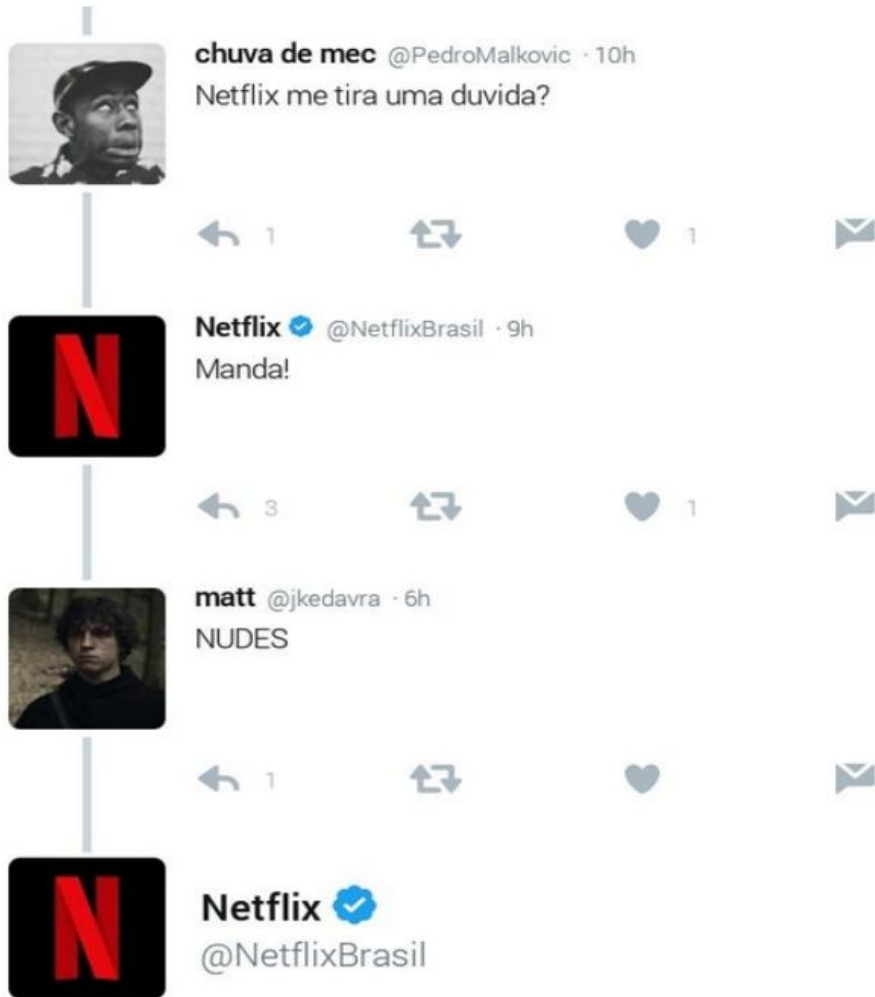 chuva de mec @PedroMalkovic · 10h
Netflix me tira uma duvida?
1 1
N
Netflix @NetflixBrasil · 9h
Manda!
3 1
matt @jkedavra · 6h
NUDES
1
N
Netflix
@NetflixBrasil